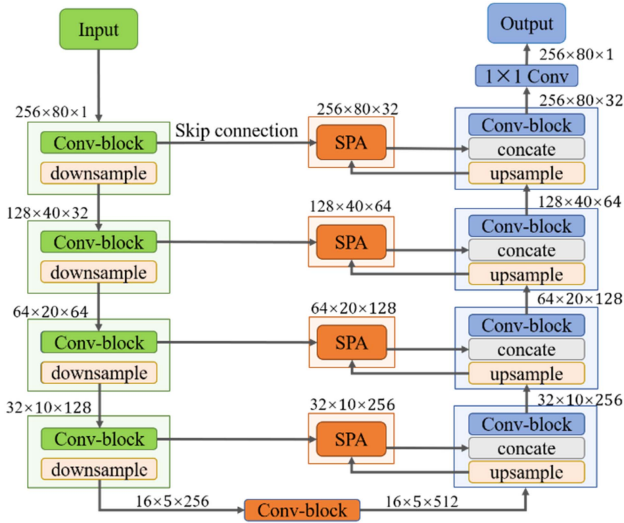 Input
Output
256×80×1
1×1 Conv
256×80×1
256×80×32
256×80×32
Conv-block
Skip connection
SPA
Conv-block
concate
downsample
upsample
128×40×32
128×40×64
128×40×64
Conv-block
SPA
Conv-block
concate
downsample
upsample
64×20×64
64×20×128
64×20×128
Conv-block
SPA
Conv-block
concate
downsample
upsample
32×10×128
32×10×256
32×10×256
Conv-block
SPA
Conv-block
concate
downsample
upsample
16×5×256
Conv-block
16×5×512